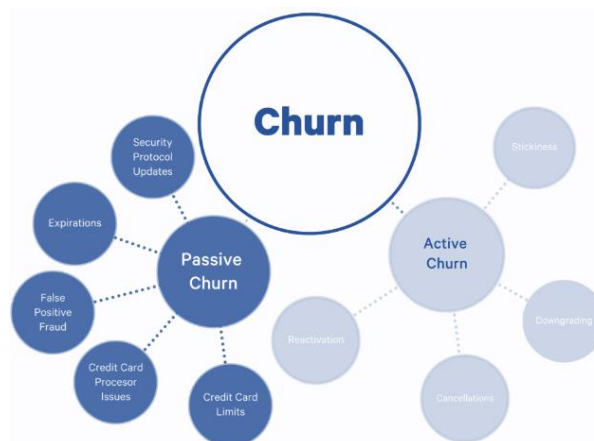 Churn
Security
Protocol
Updates
Stickiness
Expirations
Passive
Churn
Active
Churn
False
Positive
Fraud
Reactivation
Downgrading
Credit Card
Procesor
Issues
Credit Card
Limits
Cancellations